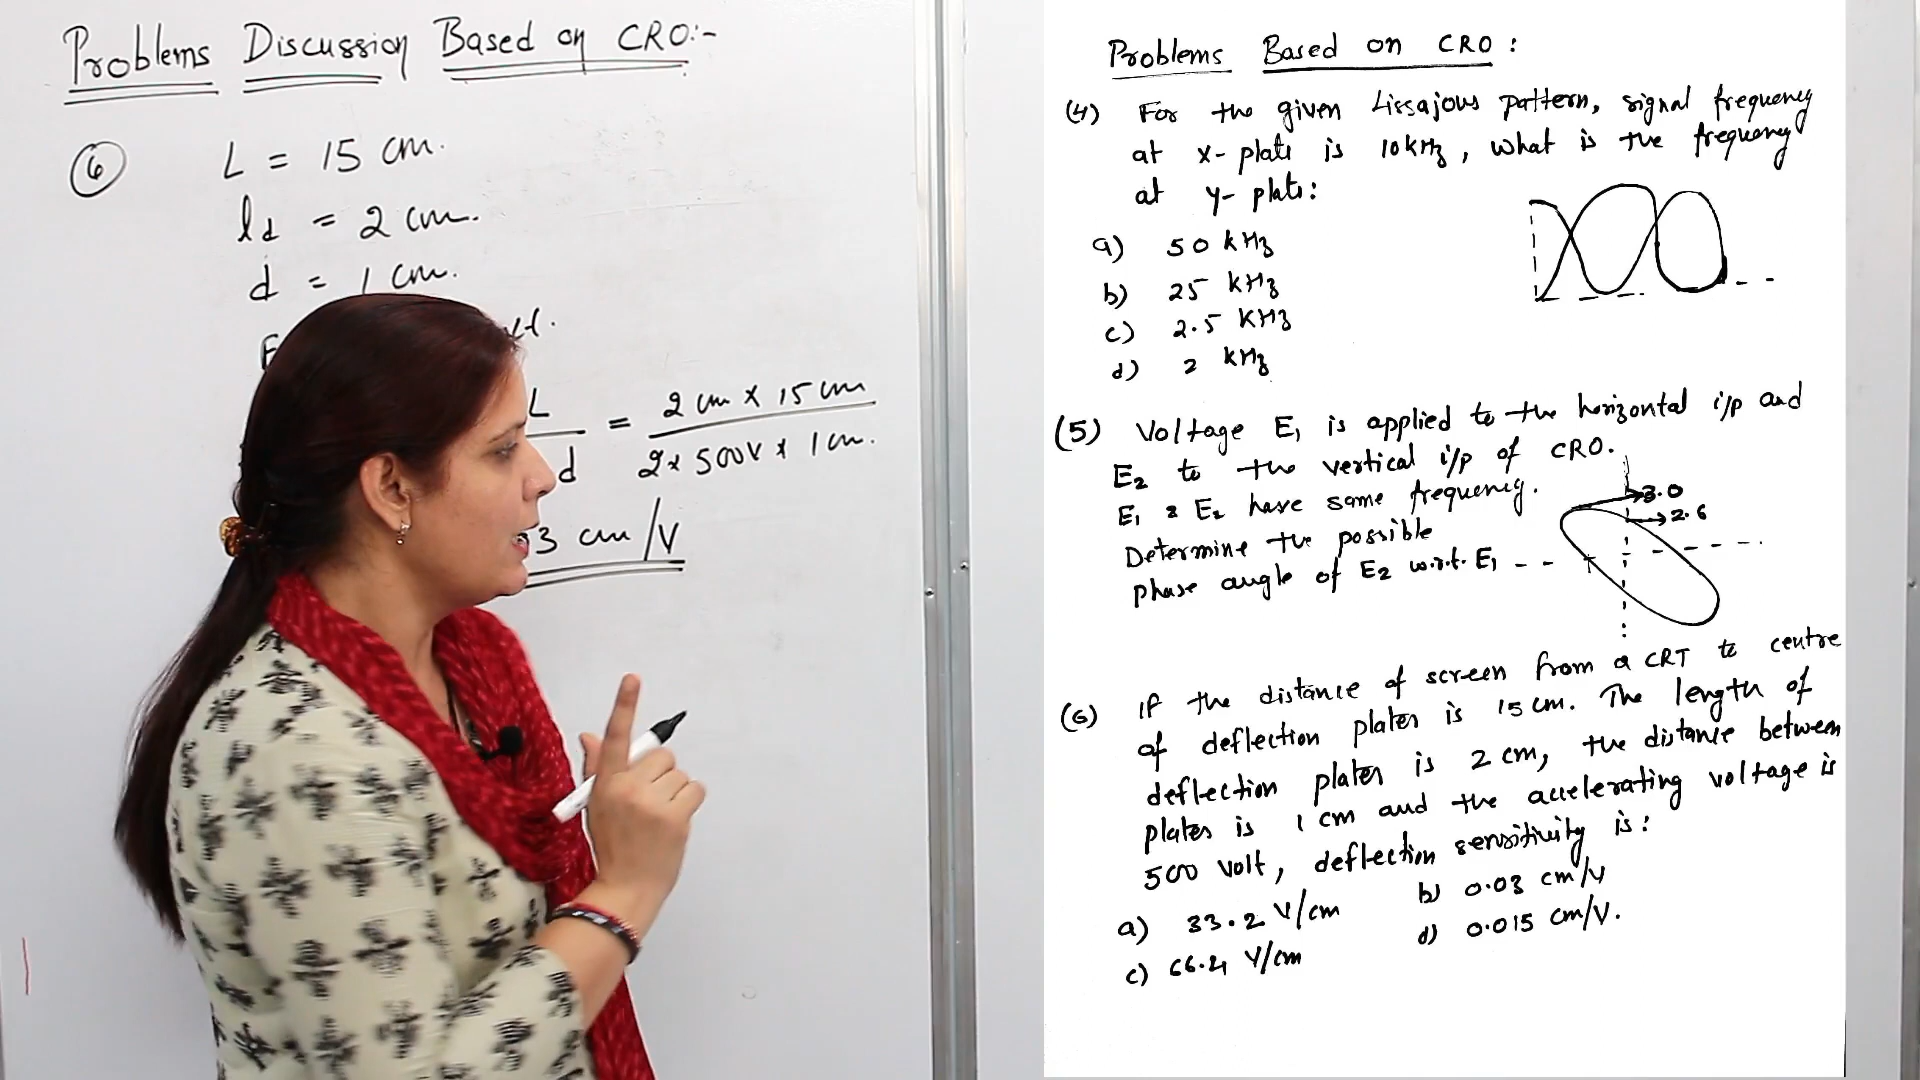 Problems Discussion Based on CRO:-
6
L = 15 cm.
ld = 2 cm.
d = 1 cm.
L/d = 2 cm x 15 cm / 2 x 500V x 1 cm.
3 cm/V
Problems Based on CRO :
(4) For the given Lissajous pattern, signal frequency
at x-plate is 10kHz, what is the frequency
at y-plate:
a) 50 kHz
b) 25 kHz
c) 2.5 kHz
d) 2 kHz
(5) Voltage E1 is applied to the horizontal i/p and
E2 to the vertical i/p of CRO.
E1 & E2 have same frequency.
Determine the possible
phase angle of E2 w.r.t. E1
3.0
2.6
(6) If the distance of screen from a CRT to centre
of deflection plates is 15 cm. The length of
deflection plates is 2 cm, the distance between
plates is 1 cm and the accelerating voltage is
500 volt, deflection sensitivity is:
a) 33.2 V/cm b) 0.03 cm/V
c) 66.4 V/cm d) 0.015 cm/V.